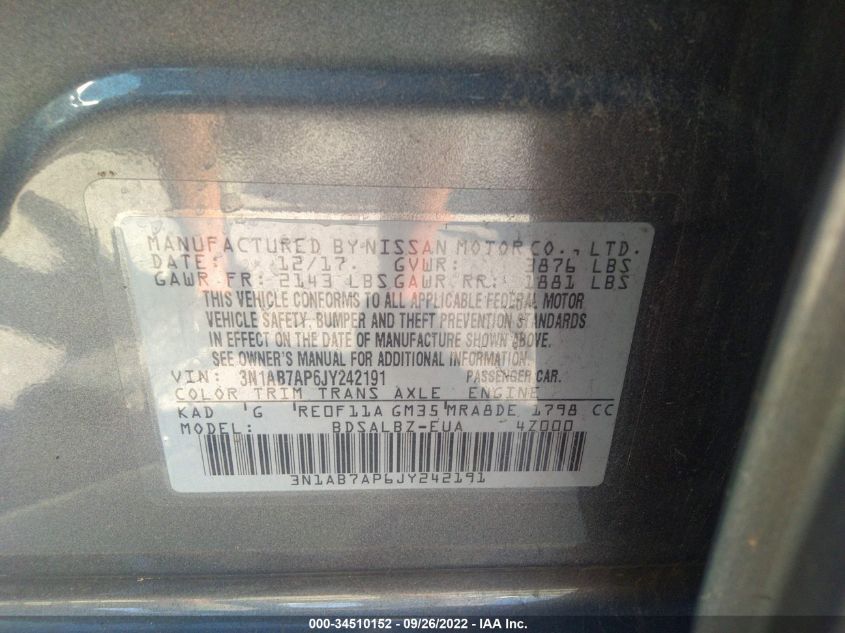 MANUFACTURED BY NISSAN MOTOR CO., LTD.
DATE: 12/17. GVWR: 3876 LBS
GAWR FR: 2143 LBS GAWR RR: 1881 LBS
THIS VEHICLE CONFORMS TO ALL APPLICABLE FEDERAL MOTOR
VEHICLE SAFETY, BUMPER AND THEFT PREVENTION STANDARDS
IN EFFECT ON THE DATE OF MANUFACTURE SHOWN ABOVE.
SEE OWNER'S MANUAL FOR ADDITIONAL INFORMATION.
VIN: 3N1AB7AP6JY242191 PASSENGER CAR.
COLOR TRIM TRANS AXLE ENGINE
KAD G RE0F11A GM35 MRA8DE 1798 CC
MODEL: BDSALBZ-EUA 4Z000
3N1AB7AP6JY242191
000-34510152 - 09/26/2022 - IAA Inc.